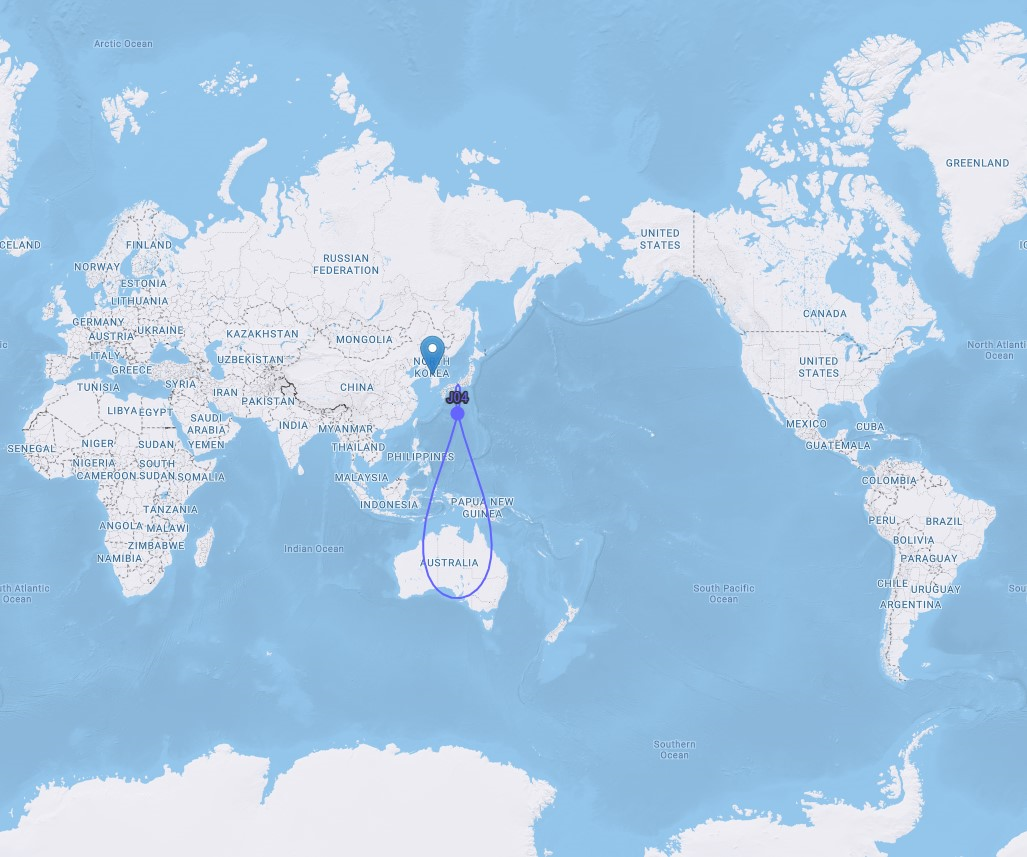 Arctic Ocean
GREENLAND
CELAND
FINLAND
NORWAY
UNITED
STATES
RUSSIAN
FEDERATION
ESTONIA
LITHUANIA
GERMANY
CANADA
UKRAINE
AUSTRIA
KAZAKHSTAN
MONGOLIA
North Atlantic
Ocean
ITALY
UZBEKISTAN
NORTH
KOREA
UNITED
STATES
GREECE
TUNISIA
SYRIA
IRAN
CHINA
PAKISTAN
J04
LIBYA
EGYPT
SAUDI
ARABIA
INDIA
MYANMAR
MEXICO
CUBA
SENEGAL
NIGER
SUDAN
YEMEN
THAILAND
GUATEMALA
PHILIPPINES
NIGERIA
CAMEROON
SOUTH
SUDAN
SOMALIA
MALAYSIA
COLOMBIA
TANZANIA
INDONESIA
PAPUA NEW
GUINEA
ANGOLA
MALAWI
PERU
BRAZIL
ZIMBABWE
NAMIBIA
Indian Ocean
BOLIVIA
PARAGUAY
AUSTRALIA
CHILE
URUGUAY
ARGENTINA
uth Atlantic
Ocean
South Pacific
Ocean
Sou
Southern
Ocean